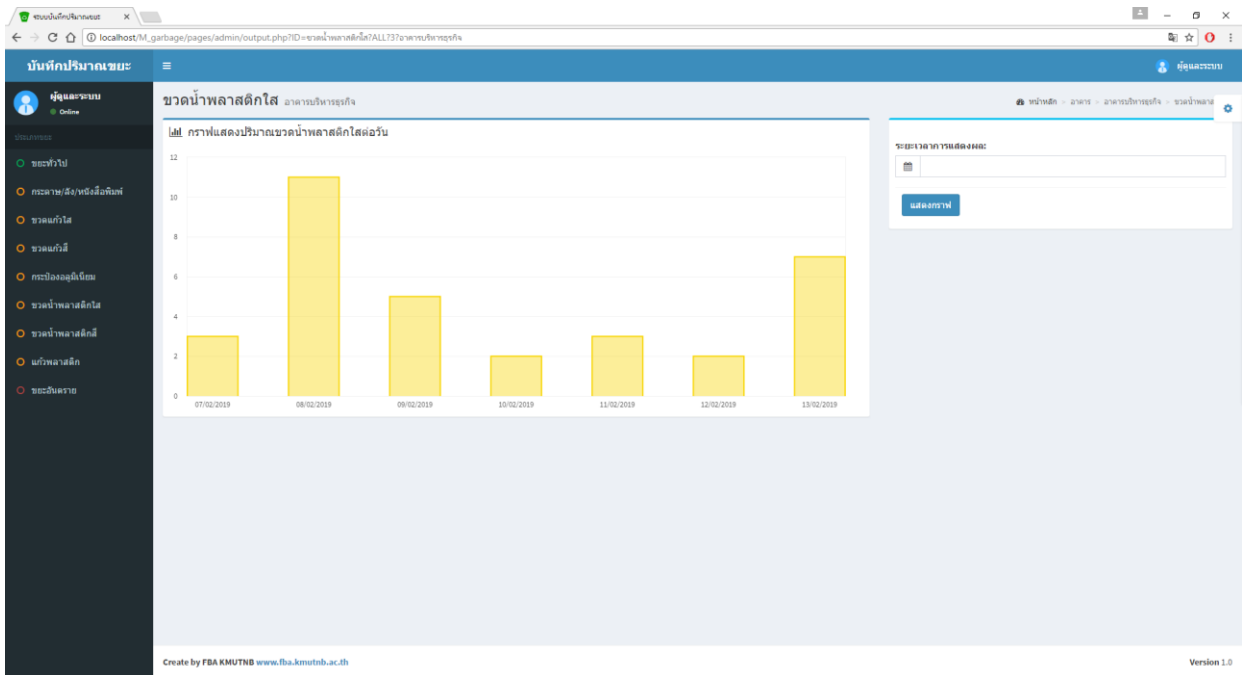 ระบบบันทึกปริมาณขยะ
localhost/M_garbage/pages/admin/output.php?ID=ขวดน้ำพลาสติกใส?ALL?3?อาคารบริหารธุรกิจ
บันทึกปริมาณขยะ
ผู้ดูแลระบบ
ผู้ดูแลระบบ
Online
ประเภทขยะ
ขยะทั่วไป
กระดาษ/ลัง/หนังสือพิมพ์
ขวดแก้วใส
ขวดแก้วสี
กระป๋องอลูมิเนียม
ขวดน้ำพลาสติกใส
ขวดน้ำพลาสติกสี
แก้วพลาสติก
ขยะอันตราย
ขวดน้ำพลาสติกใส อาคารบริหารธุรกิจ
หน้าหลัก > อาคาร > อาคารบริหารธุรกิจ > ขวดน้ำพลาส
กราฟแสดงปริมาณขวดน้ำพลาสติกใสต่อวัน
12
10
8
6
4
2
0
07/02/2019 08/02/2019 09/02/2019 10/02/2019 11/02/2019 12/02/2019 13/02/2019
ระยะเวลาการแสดงผล:
แสดงกราฟ
Create by FBA KMUTNB www.fba.kmutnb.ac.th
Version 1.0